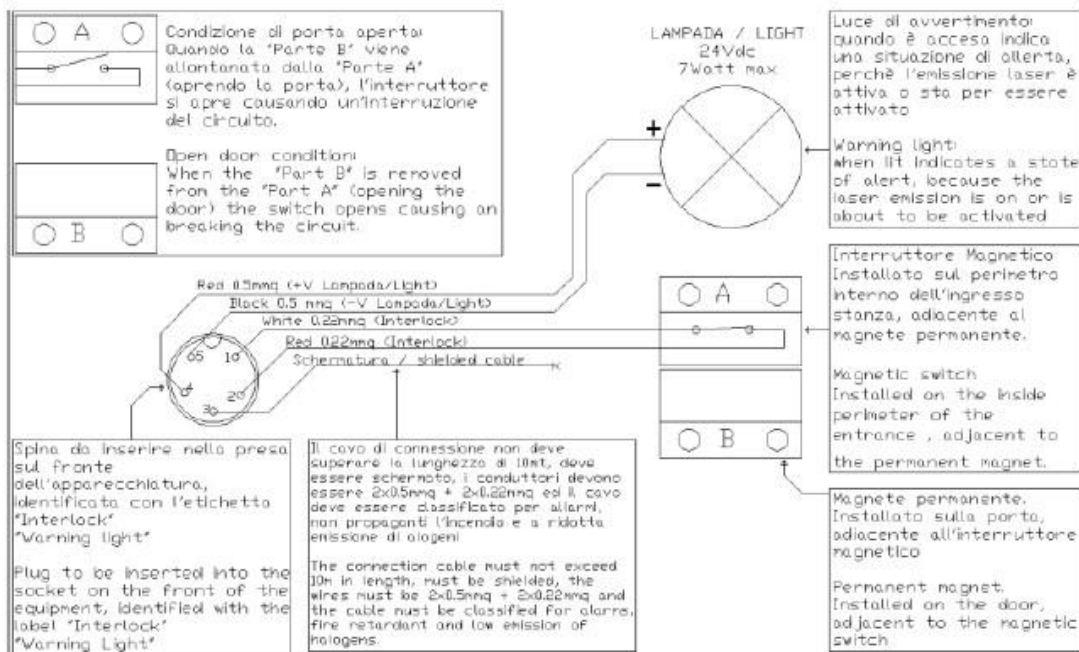 A
Condizione di porta aperta:
Quando la "Parte B" viene
allontanata dalla "Parte A"
(aprendo la porta), l'interruttore
si apre causando un'interruzione
del circuito.
Open door condition:
When the "Part B" is removed
from the "Part A" (opening the
door) the switch opens causing an
breaking the circuit.
B
LAMPADA / LIGHT
24Vdc
7Watt max
+
-
Luce di avvertimento:
quando è accesa indica
una situazione di allerta,
perchè l'emissione laser è
attiva o sta per essere
attivato
Warning light:
when lit indicates a state
of alert, because the
laser emission is on or is
about to be activated
Red 0.5mmq (+V Lampada/Light)
Black 0.5 mmq (-V Lampada/Light)
White 0.22mmq (Interlock)
Red 0.22mmq (Interlock)
Schermatura / shielded cable
5
1
4
2
3
A
B
Interruttore Magnetico
Installato sul perimetro
interno dell'ingresso
stanza, adiacente al
magnete permanente.
Magnetic switch
Installed on the inside
perimeter of the
entrance , adjacent to
the permanent magnet.
Spina da inserire nella presa
sul fronte
dell'apparecchiatura,
identificata con l'etichetta
"Interlock"
"Warning light"
Plug to be inserted into the
socket on the front of the
equipment, identified with the
label "Interlock"
"Warning Light"
Il cavo di connessione non deve
superare la lunghezza di 10mt, deve
essere schermato, i conduttori devono
essere 2x0.5mmq + 2x0.22mmq ed il cavo
deve essere classificato per allarmi,
non propaganti l'incendio e a ridotta
emissione di alogeni
The connection cable must not exceed
10m in length, must be shielded, the
wires must be 2x0.5mmq + 2x0.22mmq and
the cable must be classified for alarms,
fire retardant and low emission of
halogens.
Magnete permanente.
Installato sulla porta,
adiacente all'interruttore
magnetico
Permanent magnet.
Installed on the door,
adjacent to the magnetic
switch